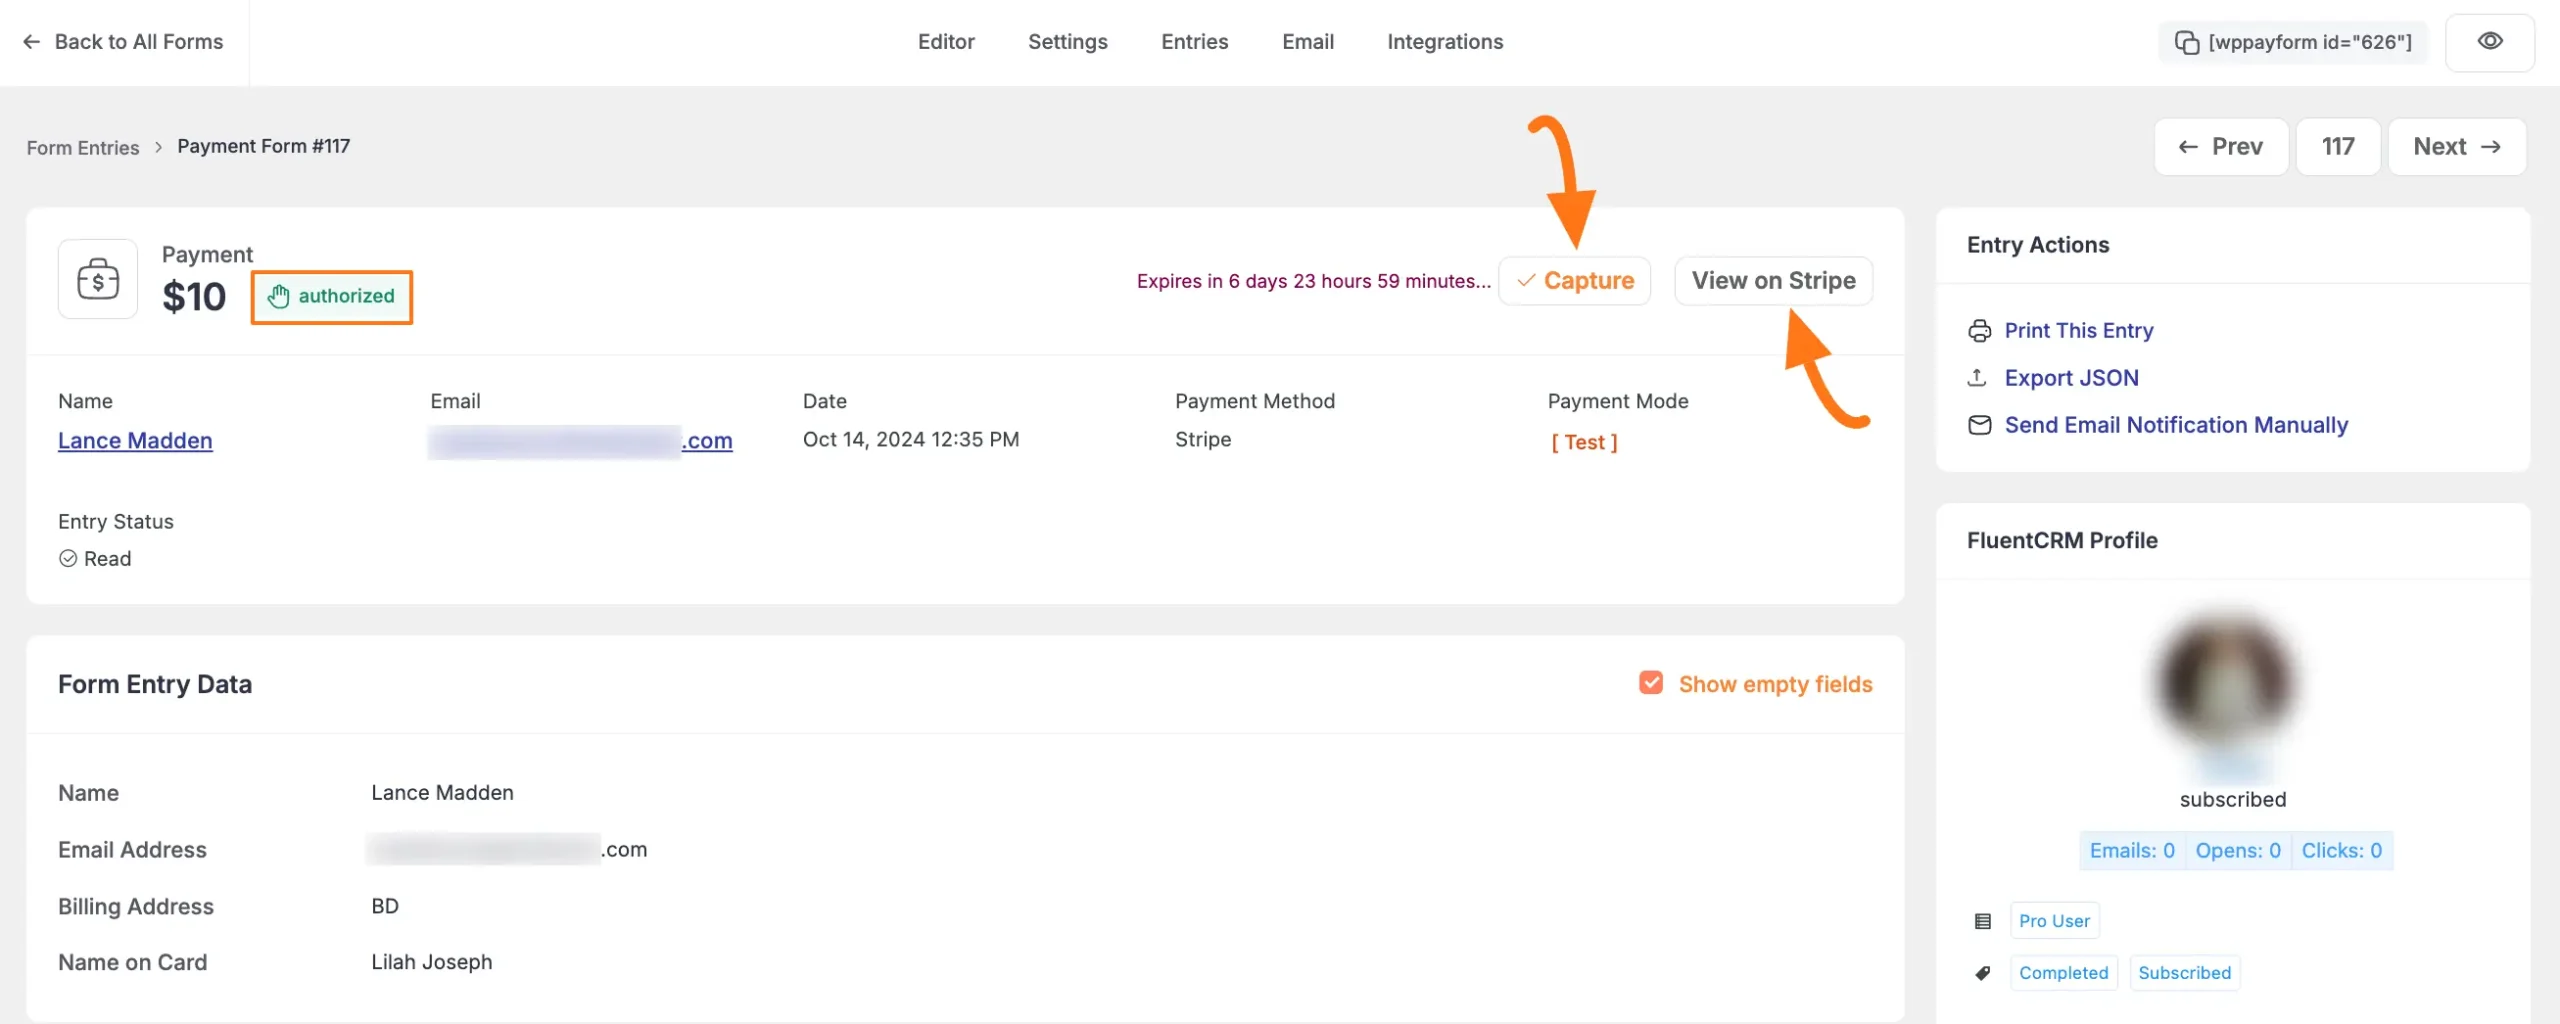 Back to All Forms
Editor Settings Entries Email Integrations
[wppayform id="626"]
Form Entries > Payment Form #117
Prev 117 Next
Payment
$10 authorized
Expires in 6 days 23 hours 59 minutes...
Capture
View on Stripe
Name Email Date Payment Method Payment Mode
Lance Madden .com Oct 14, 2024 12:35 PM Stripe [ Test ]
Entry Status
Read
Form Entry Data
Show empty fields
Name Lance Madden
Email Address .com
Billing Address BD
Name on Card Lilah Joseph
Entry Actions
Print This Entry
Export JSON
Send Email Notification Manually
FluentCRM Profile
subscribed
Emails: 0 Opens: 0 Clicks: 0
Pro User
Completed Subscribed